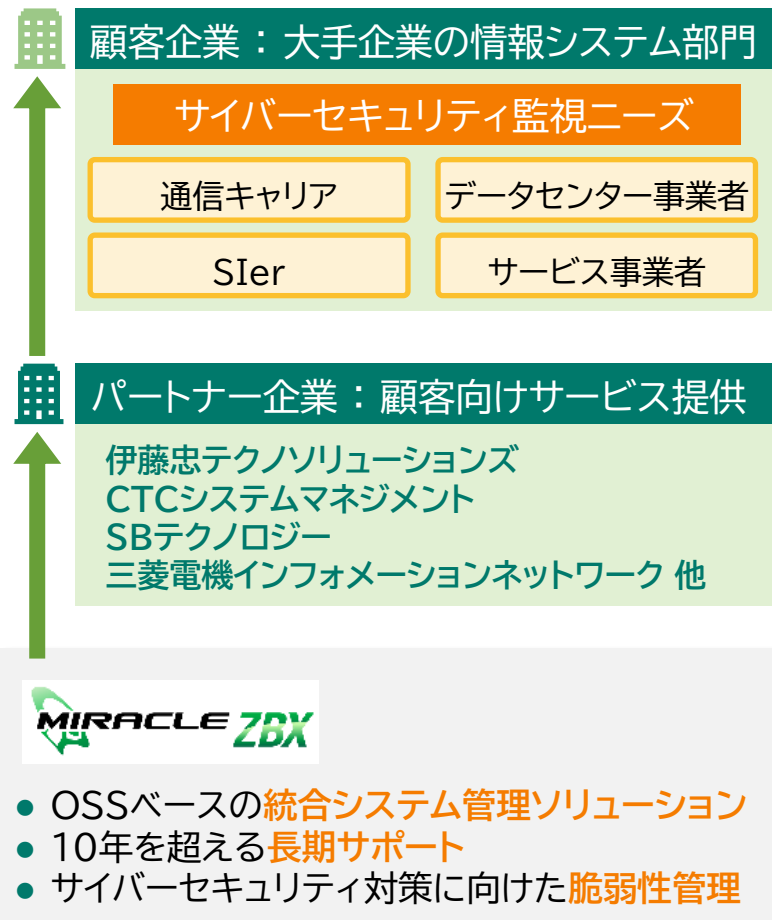 顧客企業：大手企業の情報システム部門
サイバーセキュリティ監視ニーズ
通信キャリア
データセンター事業者
SIer
サービス事業者
パートナー企業：顧客向けサービス提供
伊藤忠テクノソリューションズ
CTCシステムマネジメント
SBテクノロジー
三菱電機インフォメーションネットワーク 他
MIRACLE ZBX
● OSSベースの統合システム管理ソリューション
● 10年を超える長期サポート
● サイバーセキュリティ対策に向けた脆弱性管理